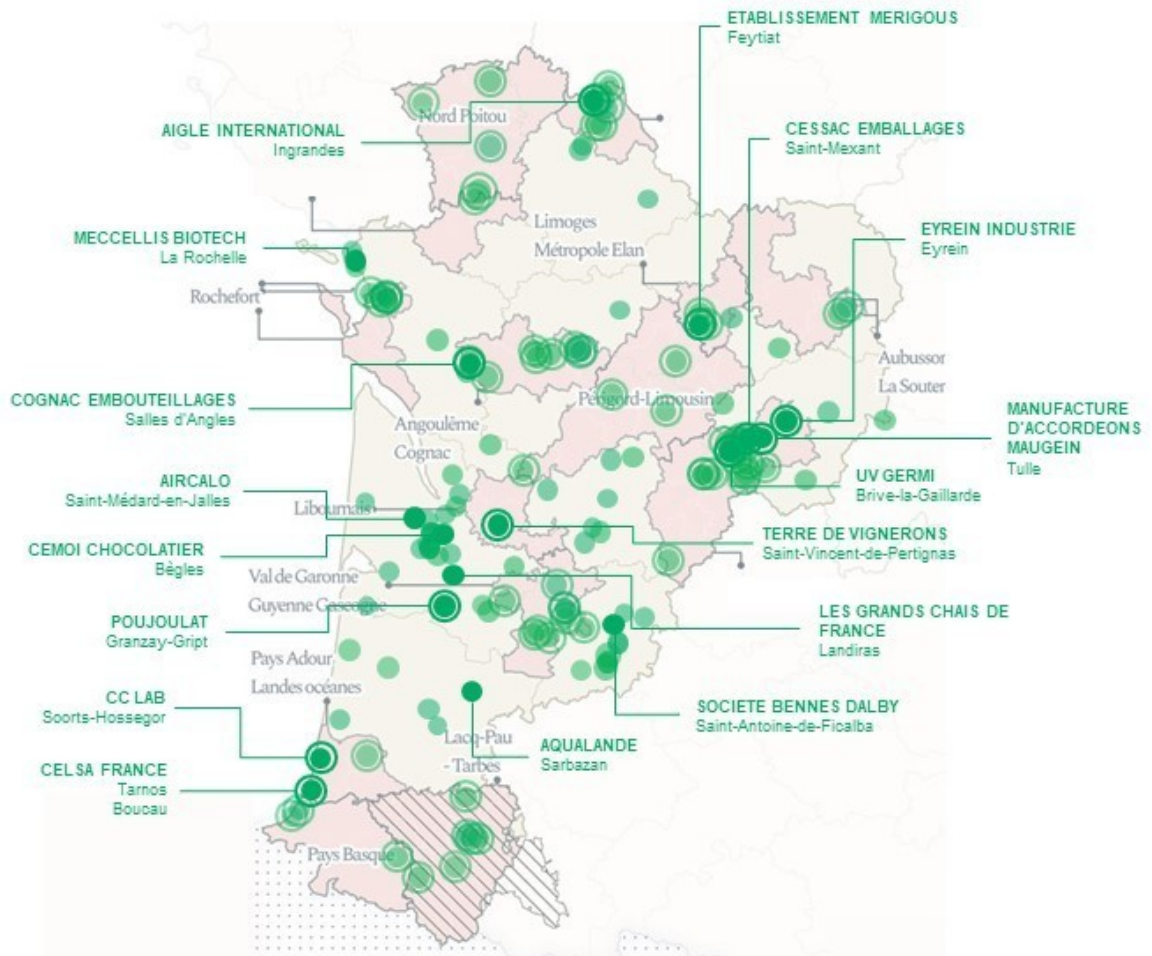 ETABLISSEMENT MERIGOUS
Feytiat
Nord Poitou
AIGLE INTERNATIONAL
Ingrandes
CESSAC EMBALLAGES
Saint-Mexant
Limoges
Métropole Elan
EYREIN INDUSTRIE
Eyrein
MECCELLIS BIOTECH
La Rochelle
Rochefort
Aubussor
La Souter
COGNAC EMBOUTEILLAGES
Salles d'Angles
Périgord-Limousin
Angoulême
Cognac
MANUFACTURE
D'ACCORDEONS
MAUGEIN
Tulle
AIRCALO
Saint-Médard-en-Jalles
UV GERMI
Brive-la-Gaillarde
Libournais
TERRE DE VIGNERONS
Saint-Vincent-de-Pertignas
CEMOI CHOCOLATIER
Bègles
Val de Garonne
Guyenne Gascogne
POUJOULAT
Granzay-Gript
LES GRANDS CHAIS DE
FRANCE
Landiras
Pays Adour
Landes océanes
CC LAB
Soorts-Hossegor
SOCIETE BENNES DALBY
Saint-Antoine-de-Ficalba
Lacq-Pau
- Tarbes
AQUALANDE
Sarbazan
CELSA FRANCE
Tarnos
Boucau
Pays Basque